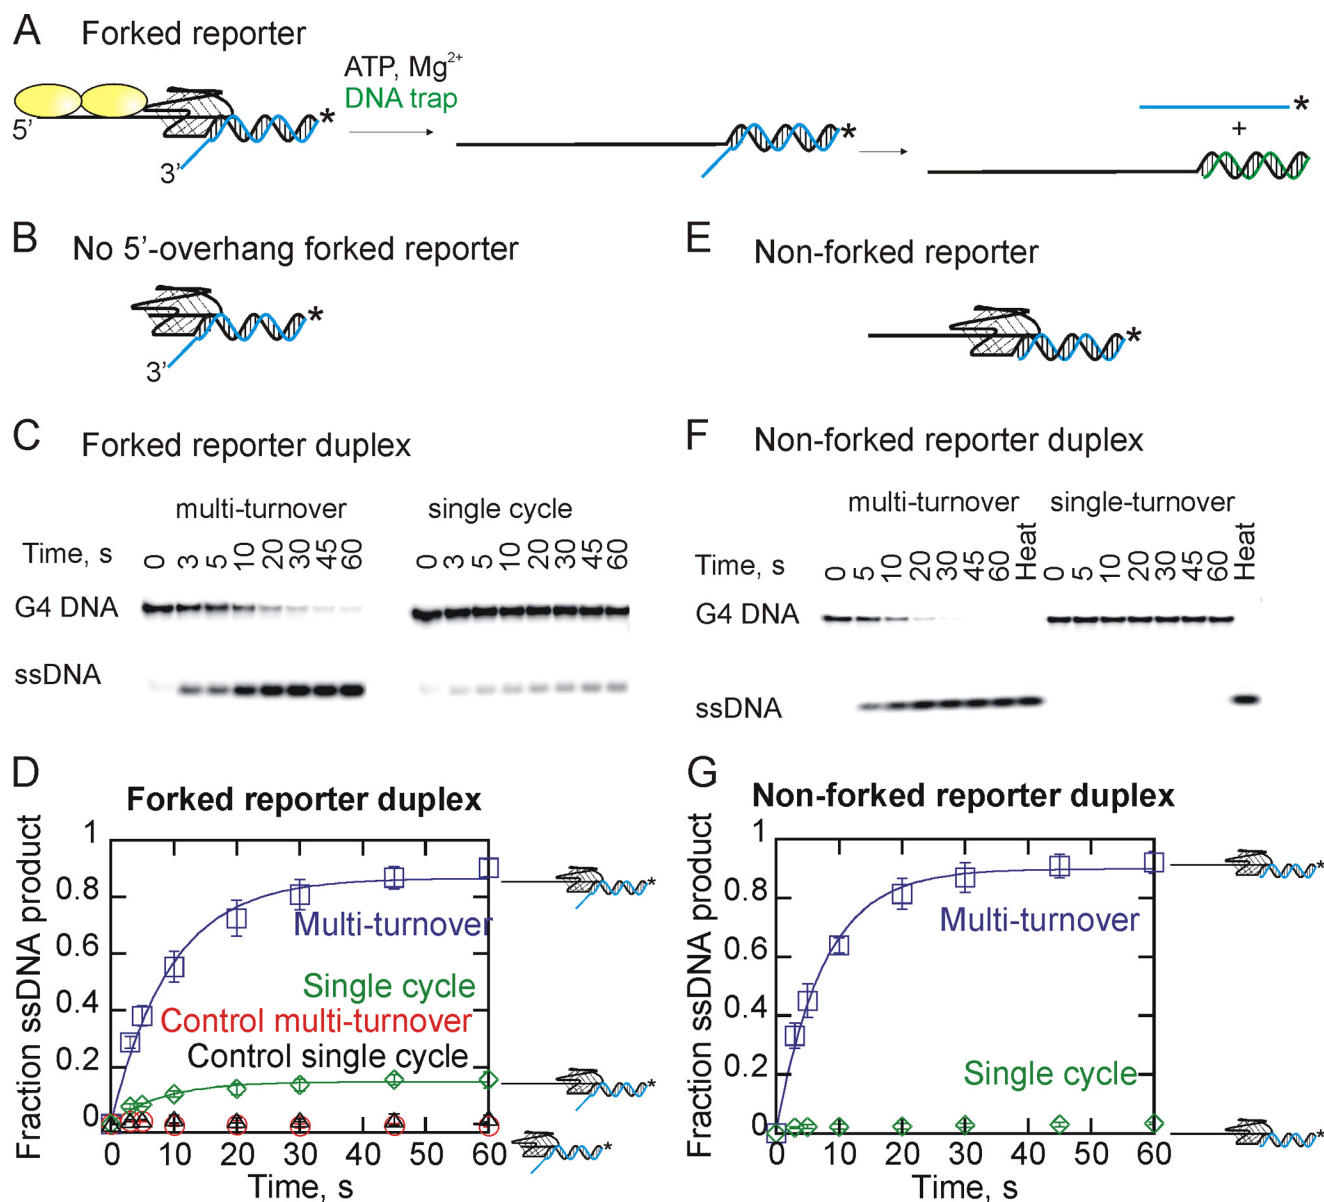 A Forked reporter
ATP, Mg²⁺
DNA trap
5'
3'
*
*
*
+
B No 5'-overhang forked reporter
*
3'
E Non-forked reporter
*
C Forked reporter duplex
multi-turnover single cycle
Time, s 0 3 5 10 20 30 45 60 0 3 5 10 20 30 45 60
G4 DNA
ssDNA
F Non-forked reporter duplex
multi-turnover single-turnover
Time, s 0 5 10 20 30 45 60 Heat 0 5 10 20 30 45 60 Heat
G4 DNA
ssDNA
D Forked reporter duplex
Fraction ssDNA product
1
0.8
0.6
0.4
0.2
0
Multi-turnover
Single cycle
Control multi-turnover
Control single cycle
*
*
*
0 10 20 30 40 50 60
Time, s
G Non-forked reporter duplex
Fraction ssDNA product
1
0.8
0.6
0.4
0.2
0
Multi-turnover
Single cycle
*
*
0 10 20 30 40 50 60
Time, s